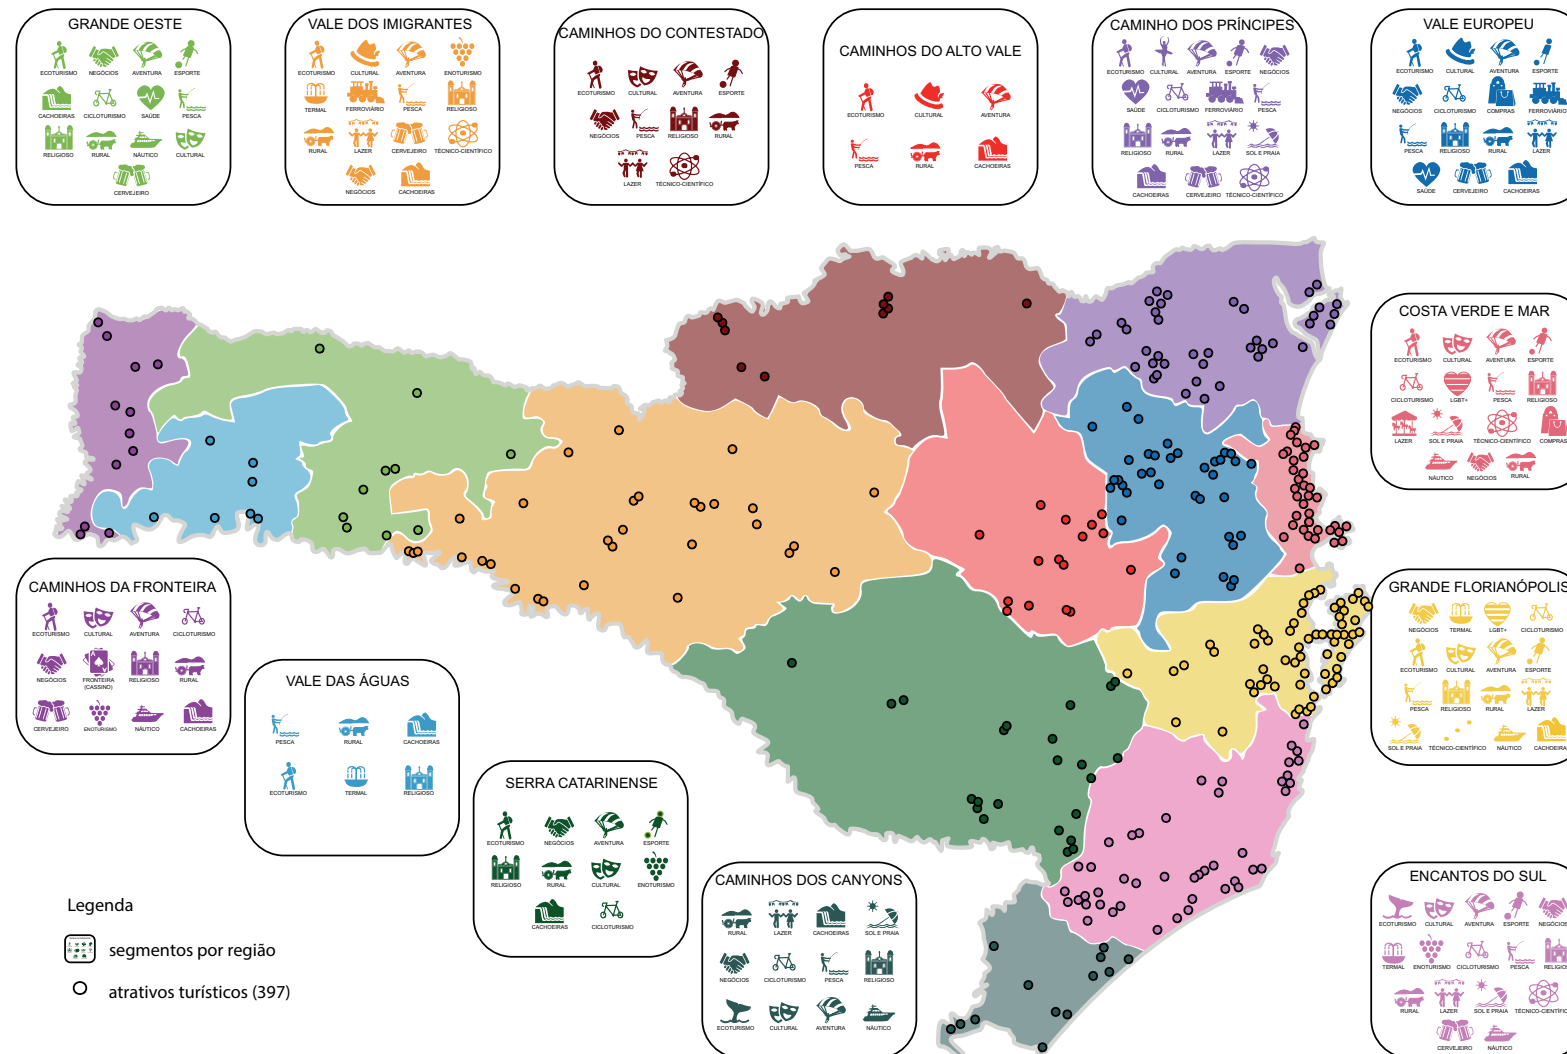 GRANDE OESTE
ECOTURISMO NEGÓCIOS AVENTURA ESPORTE
CACHOEIRAS CICLOTURISMO SAÚDE PESCA
RELIGIOSO RURAL NÁUTICO CULTURAL
CERVEJEIRO
VALE DOS IMIGRANTES
ECOTURISMO CULTURAL AVENTURA ENOTURISMO
TERMAL FERROVIÁRIO PESCA RELIGIOSO
RURAL LAZER CERVEJEIRO TÉCNICO-CIENTÍFICO
NEGÓCIOS CACHOEIRAS
CAMINHOS DO CONTESTADO
ECOTURISMO CULTURAL AVENTURA ESPORTE
NEGÓCIOS PESCA RELIGIOSO RURAL
LAZER TÉCNICO-CIENTÍFICO
CAMINHOS DO ALTO VALE
ECOTURISMO CULTURAL AVENTURA
PESCA RURAL CACHOEIRAS
CAMINHO DOS PRÍNCIPES
ECOTURISMO CULTURAL AVENTURA ESPORTE NEGÓCIOS
SAÚDE CICLOTURISMO FERROVIÁRIO PESCA
RELIGIOSO RURAL LAZER SOL E PRAIA
CACHOEIRAS CERVEJEIRO TÉCNICO-CIENTÍFICO
VALE EUROPEU
ECOTURISMO CULTURAL AVENTURA ESPORTE
NEGÓCIOS CICLOTURISMO COMPRAS FERROVIÁRIO
PESCA RELIGIOSO RURAL LAZER
SAÚDE CERVEJEIRO CACHOEIRAS
COSTA VERDE E MAR
ECOTURISMO CULTURAL AVENTURA ESPORTE
CICLOTURISMO LGBT+ PESCA RELIGIOSO
LAZER SOL E PRAIA TÉCNICO-CIENTÍFICO COMPRAS
NÁUTICO NEGÓCIOS RURAL
CAMINHOS DA FRONTEIRA
ECOTURISMO CULTURAL AVENTURA CICLOTURISMO
NEGÓCIOS FRONTEIRA (CASSINO) RELIGIOSO RURAL
CERVEJEIRO ENOTURISMO NÁUTICO CACHOEIRAS
GRANDE FLORIANÓPOLIS
NEGÓCIOS TERMAL LGBT+ CICLOTURISMO
ECOTURISMO CULTURAL AVENTURA ESPORTE
PESCA RELIGIOSO RURAL LAZER
SOL E PRAIA TÉCNICO-CIENTÍFICO NÁUTICO CACHOEIRA
VALE DAS ÁGUAS
PESCA RURAL CACHOEIRAS
ECOTURISMO TERMAL RELIGIOSO
SERRA CATARINENSE
ECOTURISMO NEGÓCIOS AVENTURA ESPORTE
RELIGIOSO RURAL CULTURAL ENOTURISMO
CACHOEIRAS CICLOTURISMO
CAMINHOS DOS CANYONS
RURAL LAZER CACHOEIRAS SOL E PRAIA
NEGÓCIOS CICLOTURISMO PESCA RELIGIOSO
ECOTURISMO CULTURAL AVENTURA NÁUTICO
ENCANTOS DO SUL
ECOTURISMO CULTURAL AVENTURA ESPORTE NEGÓCIOS
TERMAL ENOTURISMO CICLOTURISMO PESCA RELIGIOS
RURAL LAZER SOL E PRAIA TÉCNICO-CIENTÍFIC
CERVEJEIRO NÁUTICO
Legenda
segmentos por região
atrativos turísticos (397)